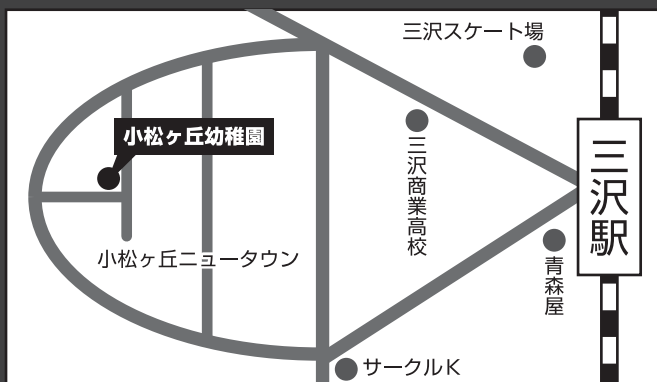 三沢スケート場
小松ヶ丘幼稚園
三沢商業高校
三沢駅
小松ヶ丘ニュータウン
青森屋
サークルK